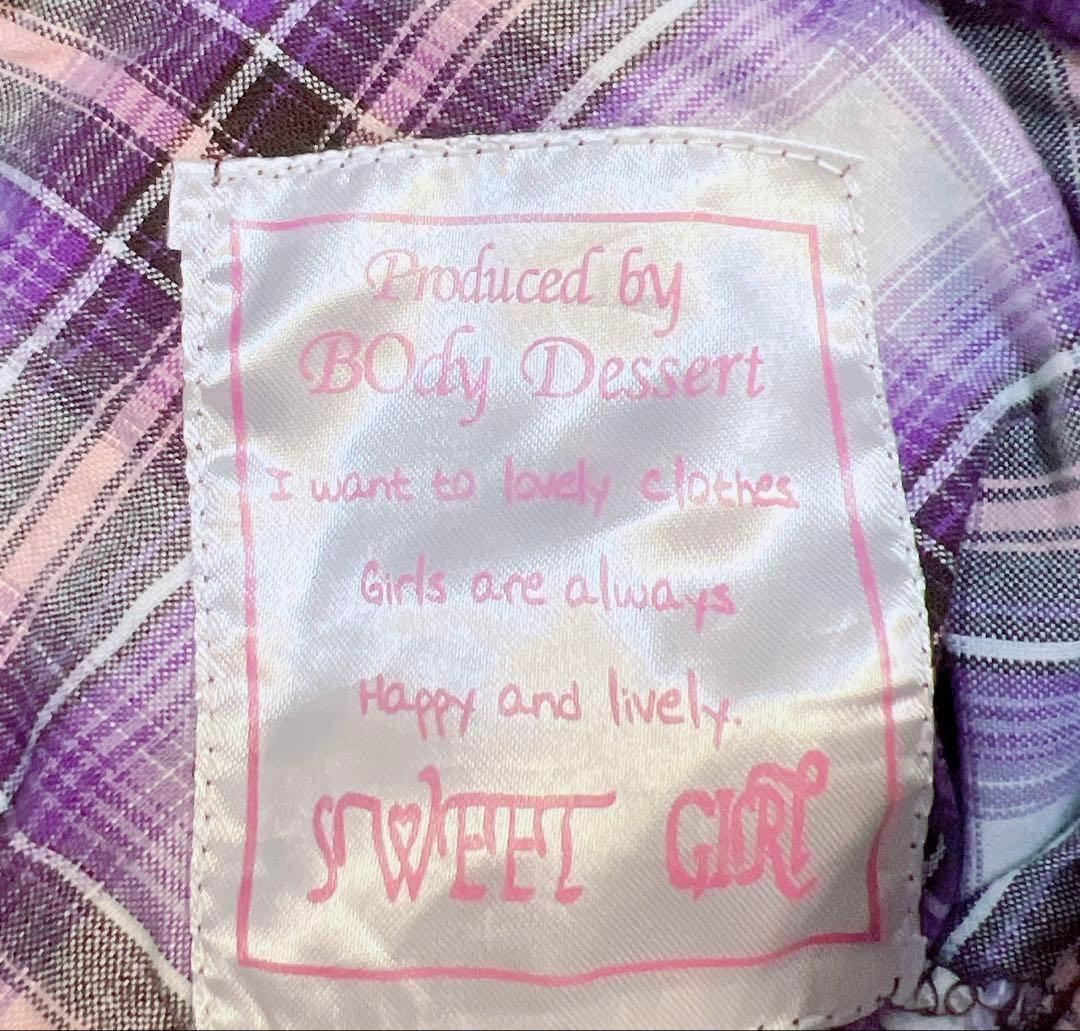 Produced by
BOdy Dessert
I want to lovely clothes
Girls are always
Happy and lively.
SWEET GIRL